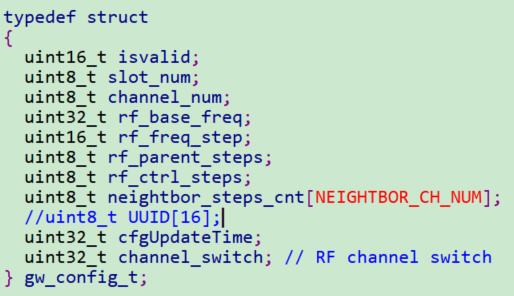 typedef struct
{
uint16_t isvalid;
uint8_t slot_num;
uint8_t channel_num;
uint32_t rf_base_freq;
uint16_t rf_freq_step;
uint8_t rf_parent_steps;
uint8_t rf_ctrl_steps;
uint8_t neightbor_steps_cnt[NEIGHTBOR_CH_NUM];
//uint8_t UUID[16];
uint32_t cfgUpdateTime;
uint32_t channel_switch; // RF channel switch
} gw_config_t;